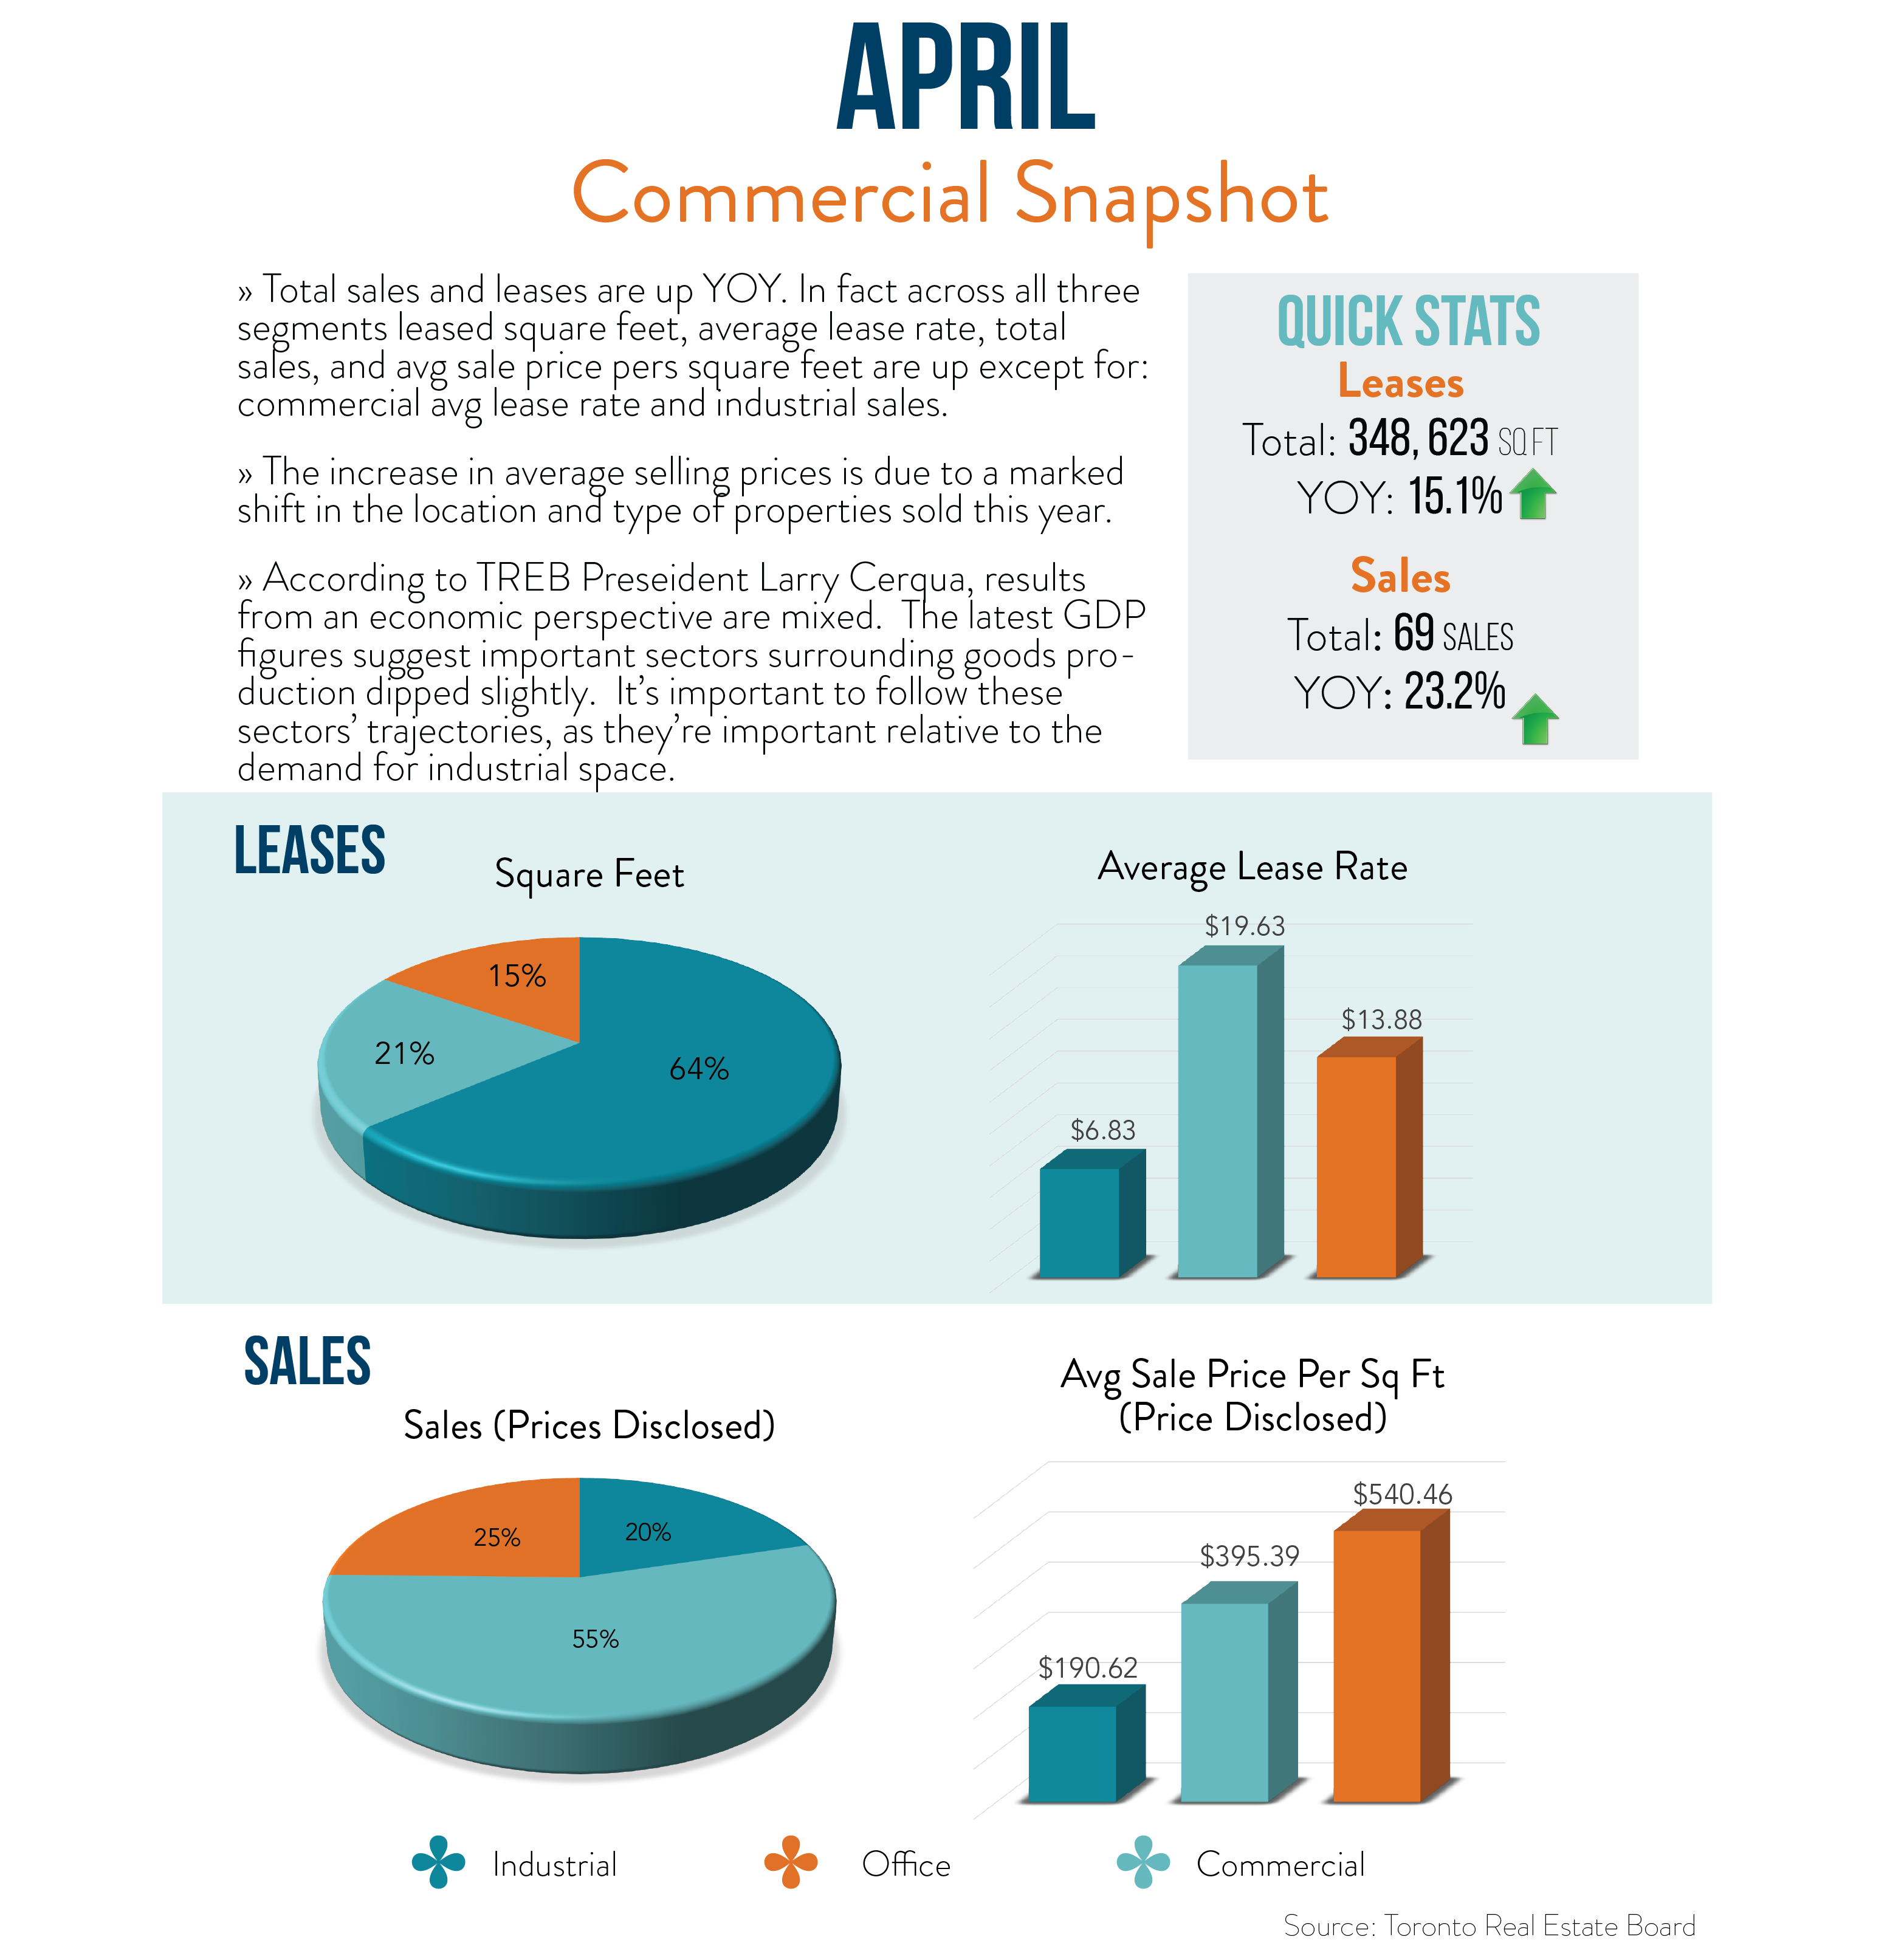 APRIL
Commercial Snapshot
» Total sales and leases are up YOY. In fact across all three
segments leased square feet, average lease rate, total
sales, and avg sale price pers square feet are up except for:
commercial avg lease rate and industrial sales.
» The increase in average selling prices is due to a marked
shift in the location and type of properties sold this year.
» According to TREB Preseident Larry Cerqua, results
from an economic perspective are mixed.  The latest GDP
figures suggest important sectors surrounding goods pro-
duction dipped slightly.  It's important to follow these
sectors' trajectories, as they're important relative to the
demand for industrial space.
QUICK STATS
Leases
Total: 348, 623 SQ FT
YOY: 15.1%
Sales
Total: 69 SALES
YOY: 23.2%
LEASES
Square Feet
15%
21%
64%
Average Lease Rate
$19.63
$13.88
$6.83
SALES
Sales (Prices Disclosed)
25%
20%
55%
Avg Sale Price Per Sq Ft
(Price Disclosed)
$540.46
$395.39
$190.62
Industrial
Office
Commercial
Source: Toronto Real Estate Board